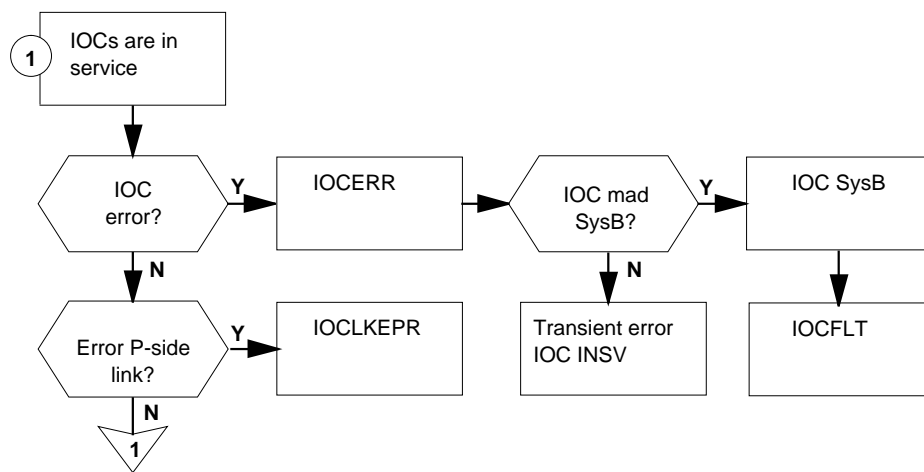 1
IOCs are in
service
IOC
error?
Y
IOCERR
IOC mad
SysB?
Y
IOC SysB
N
N
Error P-side
link?
Y
IOCLKEPR
Transient error
IOC INSV
IOCFLT
N
1